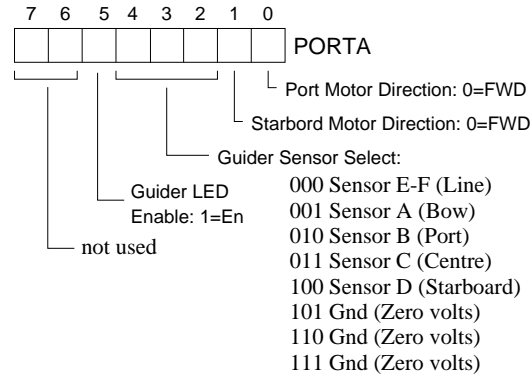 7 6 5 4 3 2 1 0
PORTA
Port Motor Direction: 0=FWD
Starbord Motor Direction: 0=FWD
Guider Sensor Select:
000 Sensor E-F (Line)
001 Sensor A (Bow)
010 Sensor B (Port)
011 Sensor C (Centre)
100 Sensor D (Starboard)
101 Gnd (Zero volts)
110 Gnd (Zero volts)
111 Gnd (Zero volts)
Guider LED
Enable: 1=En
not used